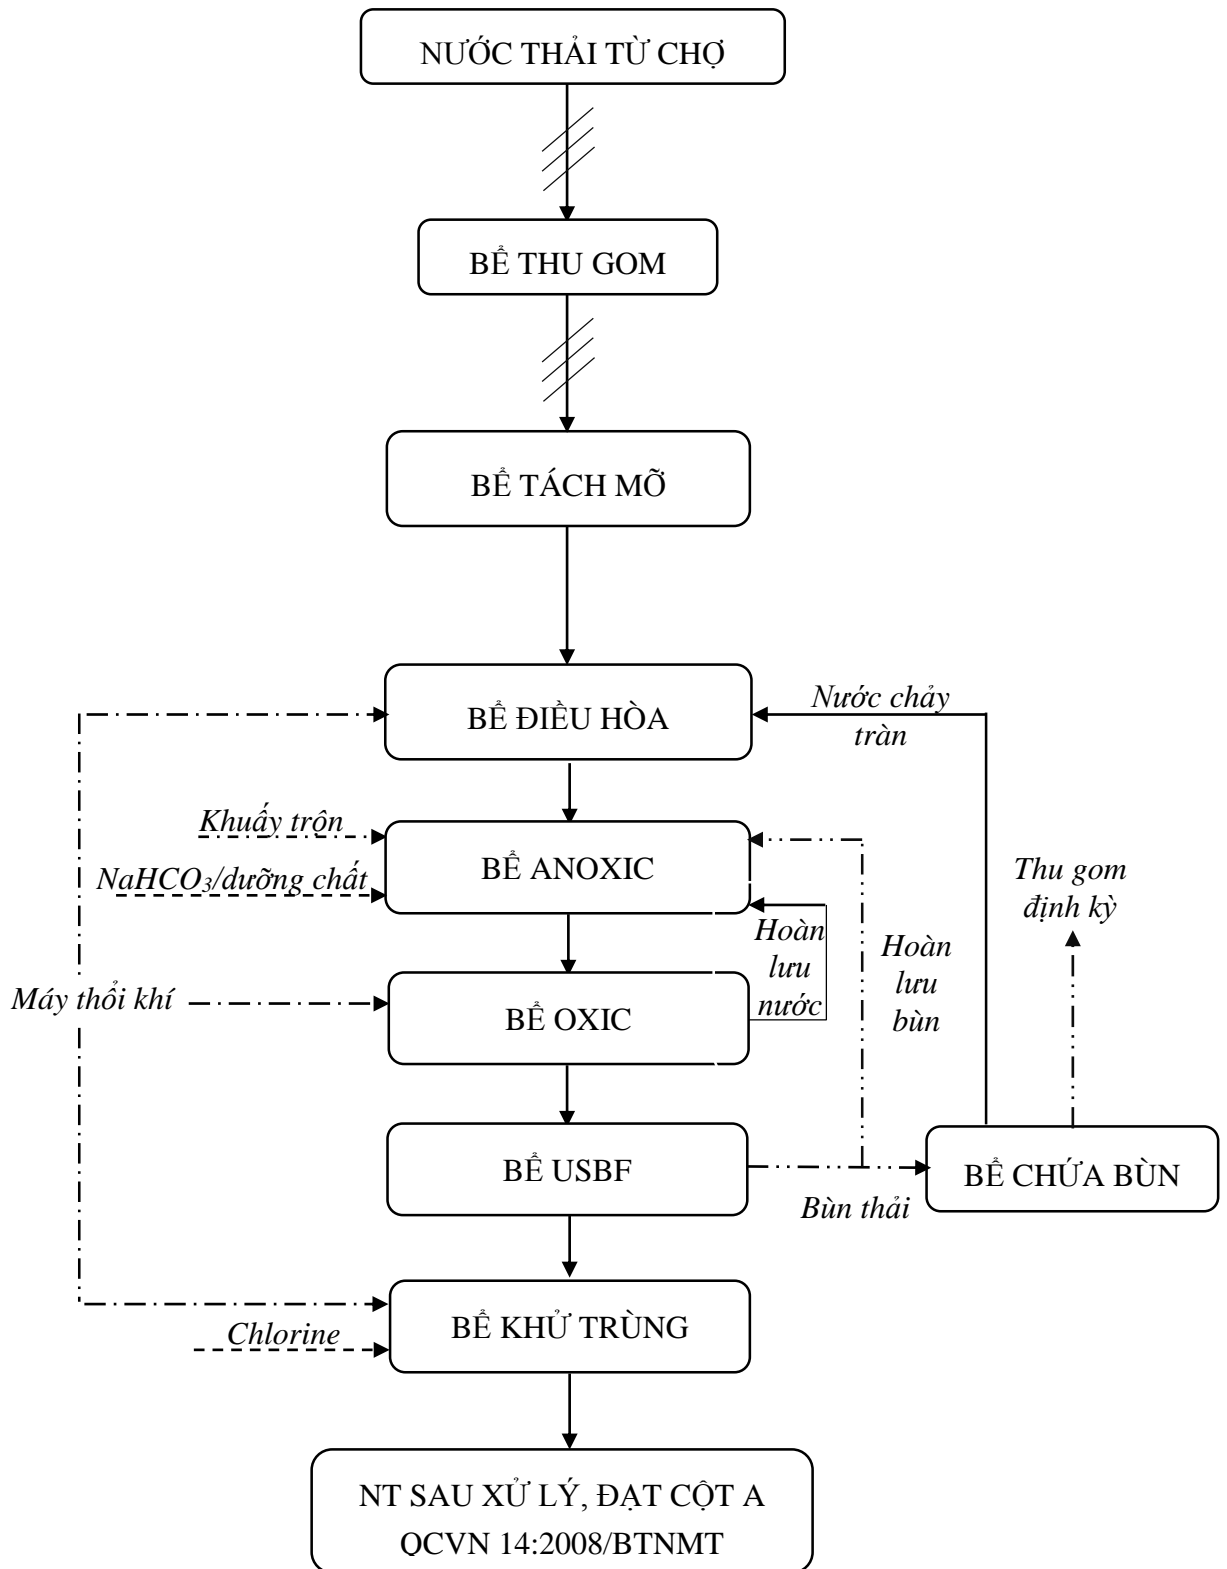 NƯỚC THẢI TỪ CHỢ
BỂ THU GOM
BỂ TÁCH MỠ
BỂ ĐIỀU HÒA
Nước chảy
tràn
Khuấy trộn
NaHCO₃/dưỡng chất
BỂ ANOXIC
Thu gom
định kỳ
Hoàn
lưu
nước
Hoàn
lưu
bùn
Máy thổi khí
BỂ OXIC
BỂ USBF
Bùn thải
BỂ CHỨA BÙN
BỂ KHỬ TRÙNG
Chlorine
NT SAU XỬ LÝ, ĐẠT CỘT A
QCVN 14:2008/BTNMT